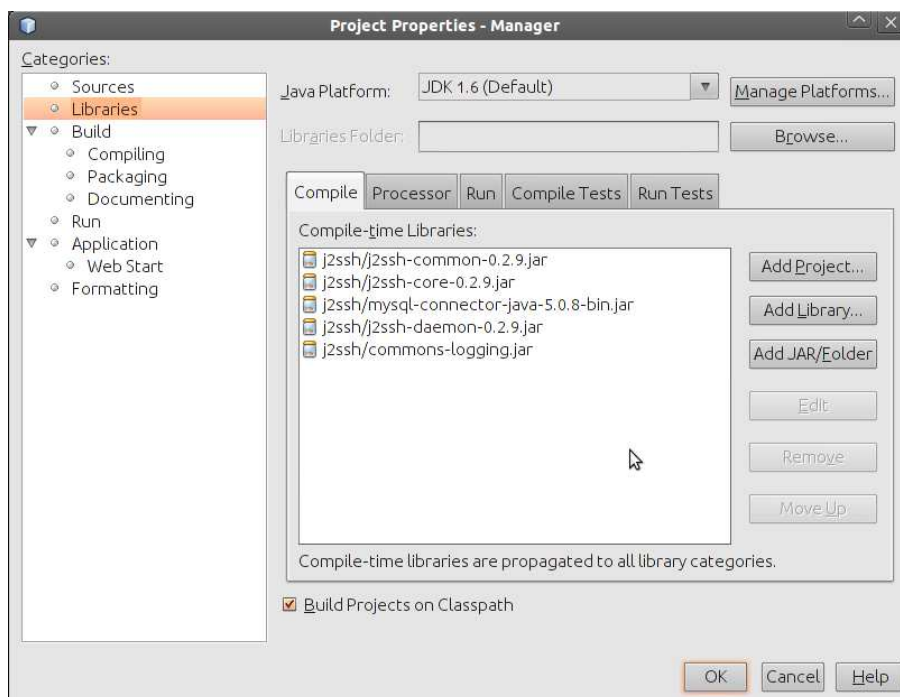 Project Properties - Manager
Categories:
Sources
Libraries
Build
Compiling
Packaging
Documenting
Run
Application
Web Start
Formatting
Java Platform:
JDK 1.6 (Default)
Manage Platforms...
Libraries Folder:
Browse...
Compile
Processor
Run
Compile Tests
Run Tests
Compile-time Libraries:
j2ssh/j2ssh-common-0.2.9.jar
j2ssh/j2ssh-core-0.2.9.jar
j2ssh/mysql-connector-java-5.0.8-bin.jar
j2ssh/j2ssh-daemon-0.2.9.jar
j2ssh/commons-logging.jar
Add Project...
Add Library...
Add JAR/Folder
Edit
Remove
Move Up
Compile-time libraries are propagated to all library categories.
Build Projects on Classpath
OK
Cancel
Help